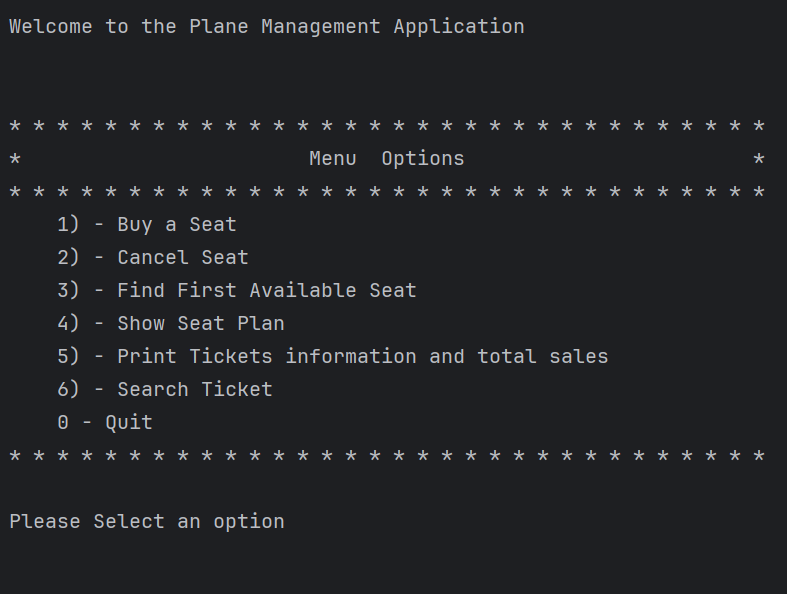 Welcome to the Plane Management Application
* * * * * * * * * * * * * * * * * * * * * * * * * * * * * * * *
*                        Menu  Options                        *
* * * * * * * * * * * * * * * * * * * * * * * * * * * * * * * *
    1) - Buy a Seat
    2) - Cancel Seat
    3) - Find First Available Seat
    4) - Show Seat Plan
    5) - Print Tickets information and total sales
    6) - Search Ticket
    0 - Quit
* * * * * * * * * * * * * * * * * * * * * * * * * * * * * * * *
Please Select an option